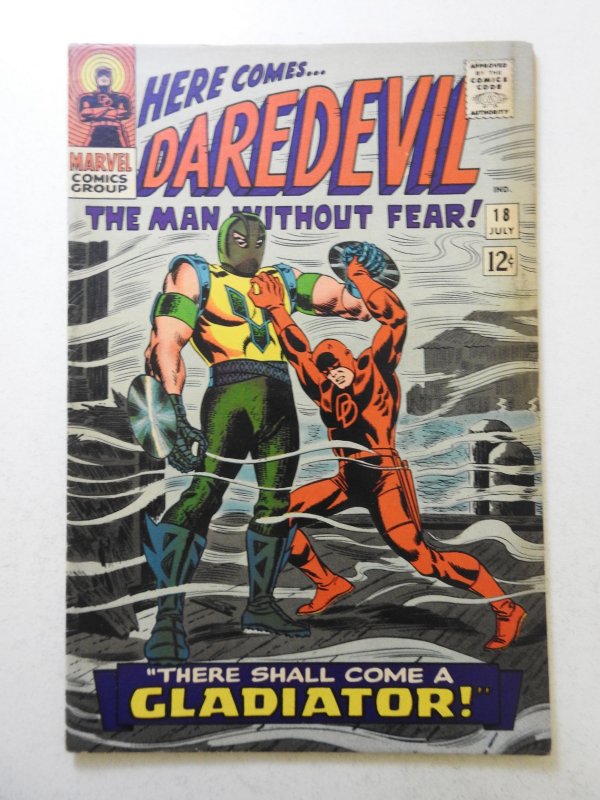 HERE COMES...
DAREDEVIL
THE MAN WITHOUT FEAR!
MARVEL
COMICS
GROUP
APPROVED
BY THE
COMICS
CODE
AUTHORITY
IND.
18
JULY
12¢
DD
"THERE SHALL COME A
GLADIATOR!"